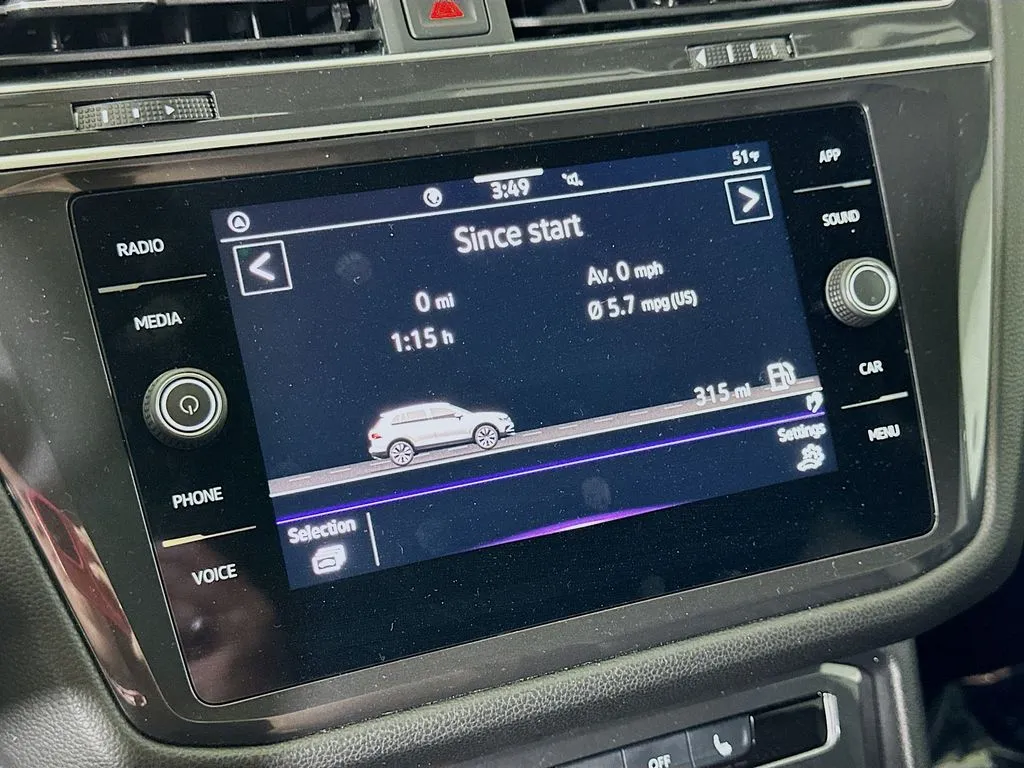 51°F
3:49
APP
RADIO
SOUND
Since start
0 mi
Av. 0 mph
1:15 h
Ø 5.7 mpg(US)
MEDIA
CAR
315 mi
MENU
Settings
PHONE
Selection
VOICE
OFF